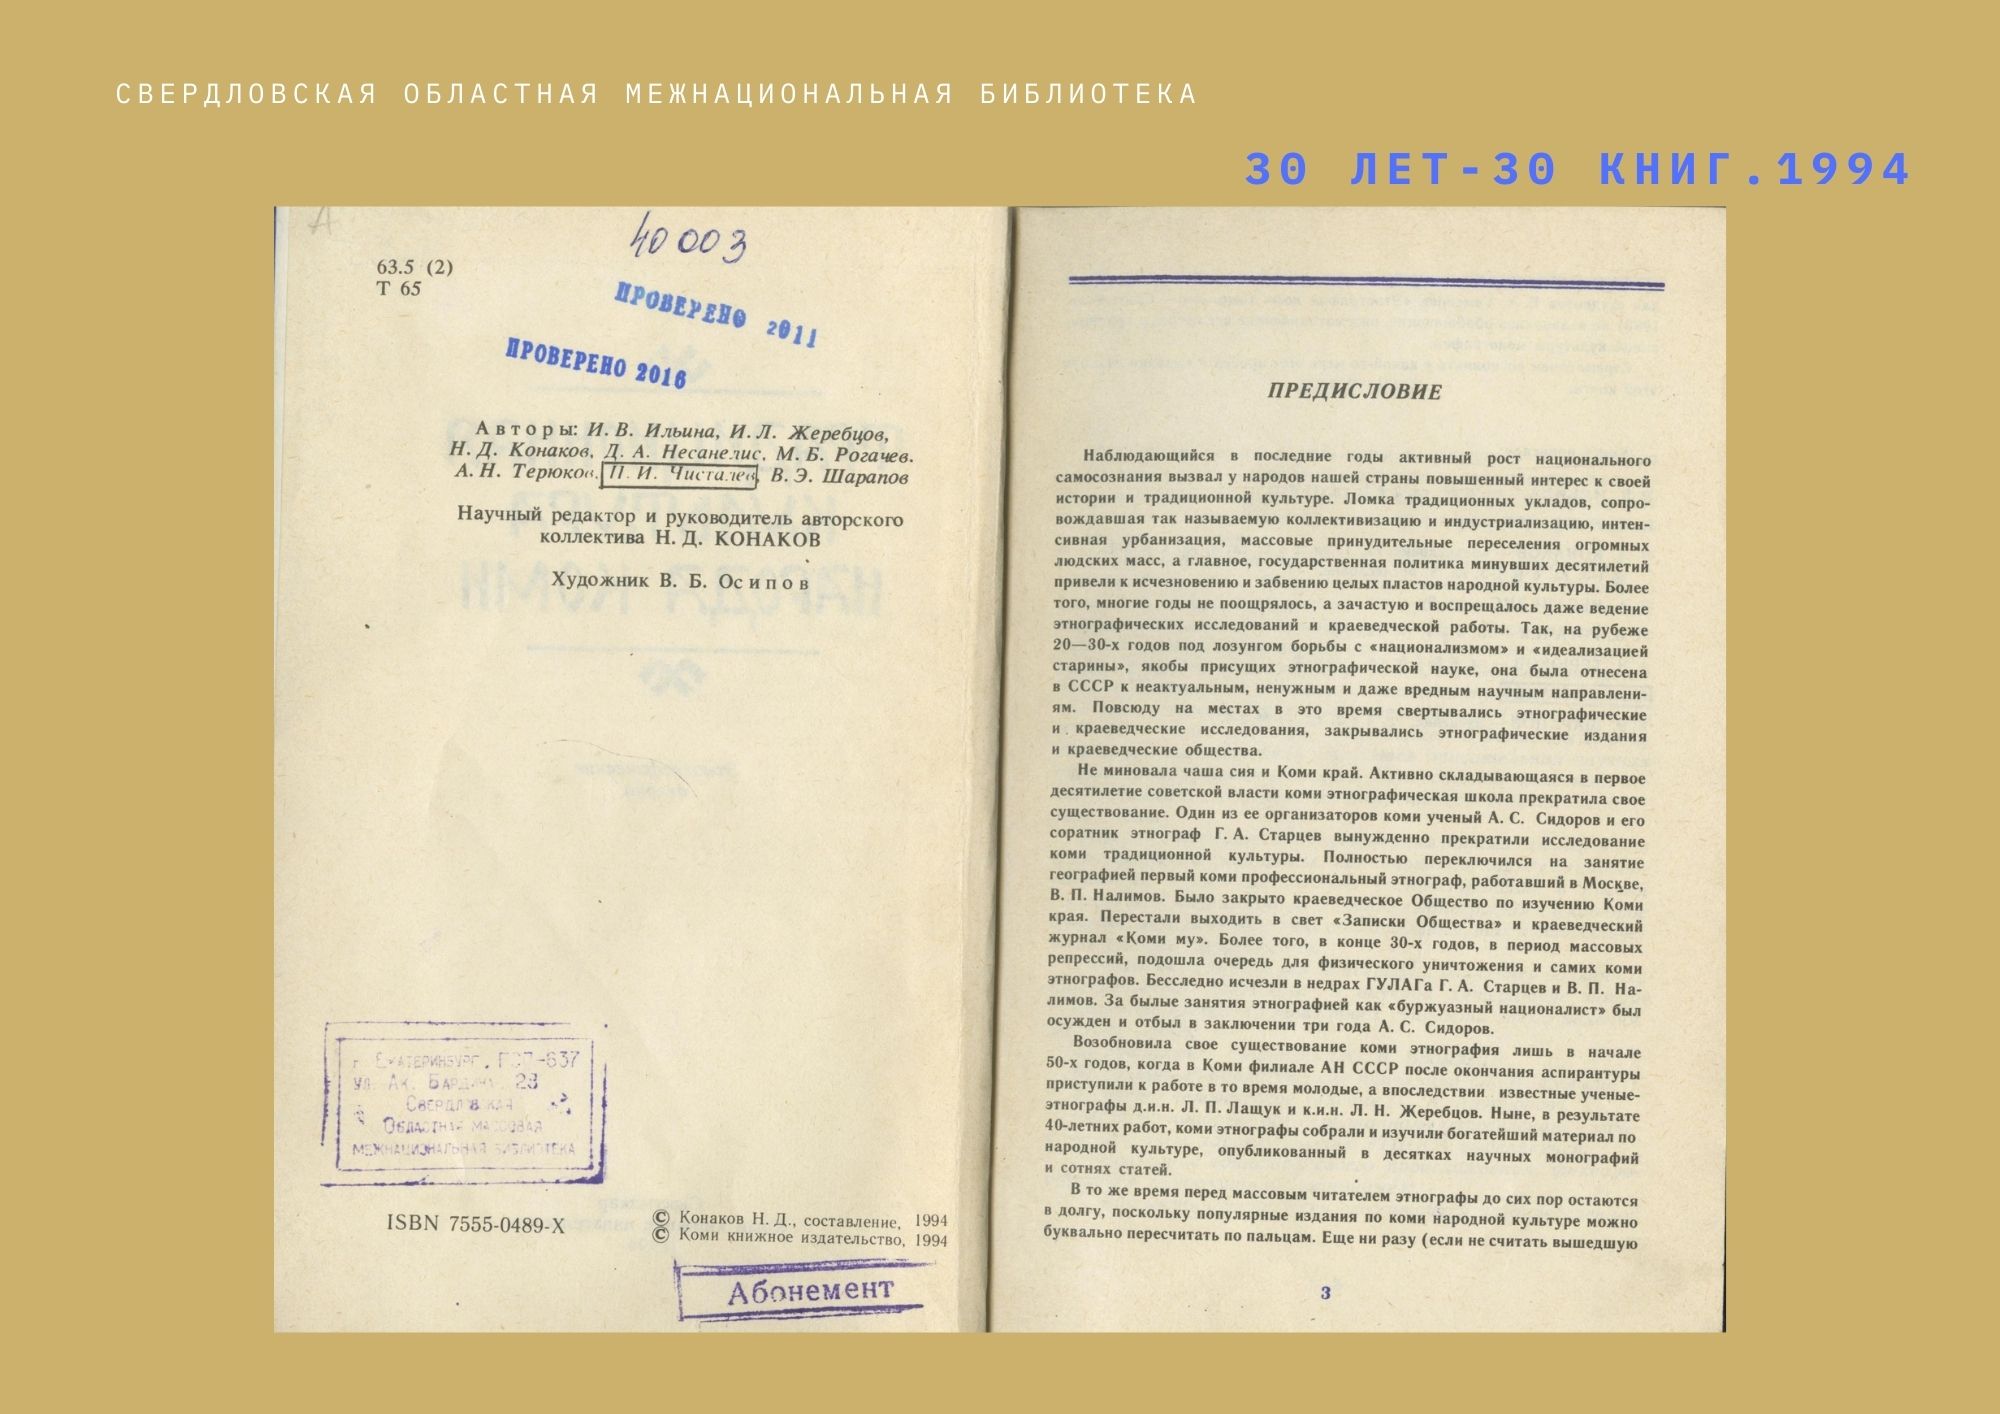 СВЕРДЛОВСКАЯ ОБЛАСТНАЯ МЕЖНАЦИОНАЛЬНАЯ БИБЛИОТЕКА
30 ЛЕТ-30 КНИГ.1994
40003
63.5 (2)
Т 65
ПРОВЕРЕНО 2011
ПРОВЕРЕНО 2016
Авторы: И. В. Ильина, И. Л. Жеребцов,
Н. Д. Конаков, Д. А. Несанелис, М. Б. Рогачев.
А. Н. Терюков, П. И. Чисталев, В. Э. Шарапов
Научный редактор и руководитель авторского
коллектива Н. Д. КОНАКОВ
Художник В. Б. Осипов
г. Екатеринбург, ГСП-637
ул. Ак. Бардина, 28
Свердловская
Областная массовая
межнациональная библиотека
ISBN 7555-0489-X
© Конаков Н. Д., составление, 1994
© Коми книжное издательство, 1994
Абонемент
ПРЕДИСЛОВИЕ
Наблюдающийся в последние годы активный рост национального
самосознания вызвал у народов нашей страны повышенный интерес к своей
истории и традиционной культуре. Ломка традиционных укладов, сопро-
вождавшая так называемую коллективизацию и индустриализацию, интен-
сивная урбанизация, массовые принудительные переселения огромных
людских масс, а главное, государственная политика минувших десятилетий
привели к исчезновению и забвению целых пластов народной культуры. Более
того, многие годы не поощрялось, а зачастую и воспрещалось даже ведение
этнографических исследований и краеведческой работы. Так, на рубеже
20—30-х годов под лозунгом борьбы с «национализмом» и «идеализацией
старины», якобы присущих этнографической науке, она была отнесена
в СССР к неактуальным, ненужным и даже вредным научным направлени-
ям. Повсюду на местах в это время свертывались этнографические
и краеведческие исследования, закрывались этнографические издания
и краеведческие общества.
Не миновала чаша сия и Коми край. Активно складывающаяся в первое
десятилетие советской власти коми этнографическая школа прекратила свое
существование. Один из ее организаторов коми ученый А. С. Сидоров и его
соратник этнограф Г. А. Старцев вынужденно прекратили исследование
коми традиционной культуры. Полностью переключился на занятие
географией первый коми профессиональный этнограф, работавший в Москве,
В. П. Налимов. Было закрыто краеведческое Общество по изучению Коми
края. Перестали выходить в свет «Записки Общества» и краеведческий
журнал «Коми му». Более того, в конце 30-х годов, в период массовых
репрессий, подошла очередь для физического уничтожения и самих коми
этнографов. Бесследно исчезли в недрах ГУЛАГа Г. А. Старцев и В. П. На-
лимов. За былые занятия этнографией как «буржуазный националист» был
осужден и отбыл в заключении три года А. С. Сидоров.
Возобновила свое существование коми этнография лишь в начале
50-х годов, когда в Коми филиале АН СССР после окончания аспирантуры
приступили к работе в то время молодые, а впоследствии известные ученые-
этнографы д.и.н. Л. П. Лащук и к.и.н. Л. Н. Жеребцов. Ныне, в результате
40-летних работ, коми этнографы собрали и изучили богатейший материал по
народной культуре, опубликованный в десятках научных монографий
и сотнях статей.
В то же время перед массовым читателем этнографы до сих пор остаются
в долгу, поскольку популярные издания по коми народной культуре можно
буквально пересчитать по пальцам. Еще ни разу (если не считать вышедшую
3